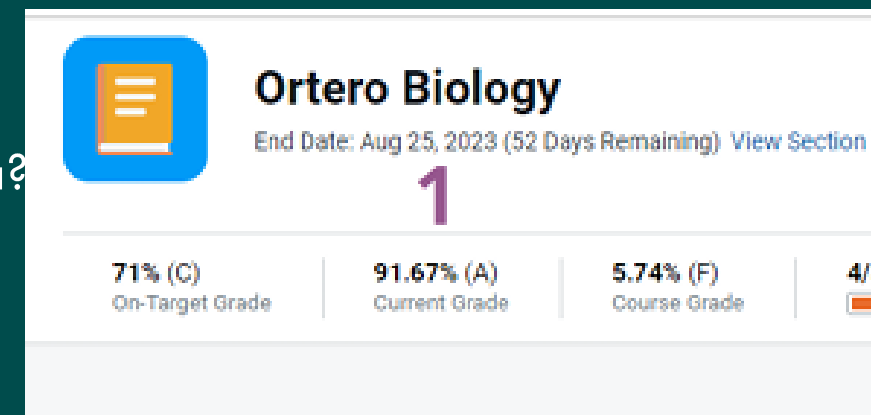 Ortero Biology
End Date: Aug 25, 2023 (52 Days Remaining) View Section
?
1
71% (C)
On-Target Grade
91.67% (A)
Current Grade
5.74% (F)
Course Grade
4/